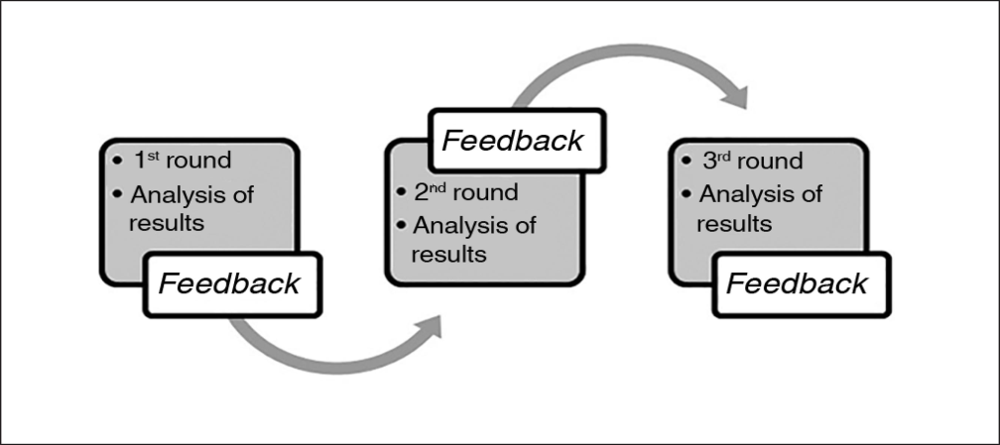 • 1st round
• Analysis of
results
Feedback
Feedback
• 2nd round
• Analysis of
results
• 3rd round
• Analysis of
results
Feedback